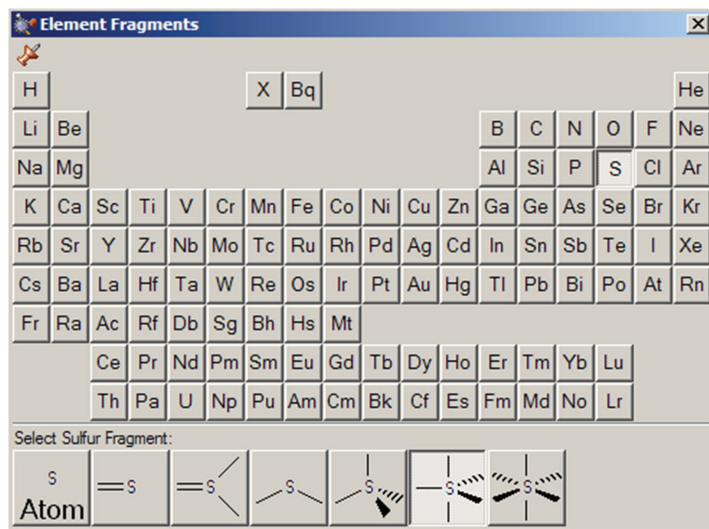 Element Fragments
H X Bq He
Li Be B C N O F Ne
Na Mg Al Si P S Cl Ar
K Ca Sc Ti V Cr Mn Fe Co Ni Cu Zn Ga Ge As Se Br Kr
Rb Sr Y Zr Nb Mo Tc Ru Rh Pd Ag Cd In Sn Sb Te I Xe
Cs Ba La Hf Ta W Re Os Ir Pt Au Hg Tl Pb Bi Po At Rn
Fr Ra Ac Rf Db Sg Bh Hs Mt
Ce Pr Nd Pm Sm Eu Gd Tb Dy Ho Er Tm Yb Lu
Th Pa U Np Pu Am Cm Bk Cf Es Fm Md No Lr
Select Sulfur Fragment:
S S S S S S S
Atom